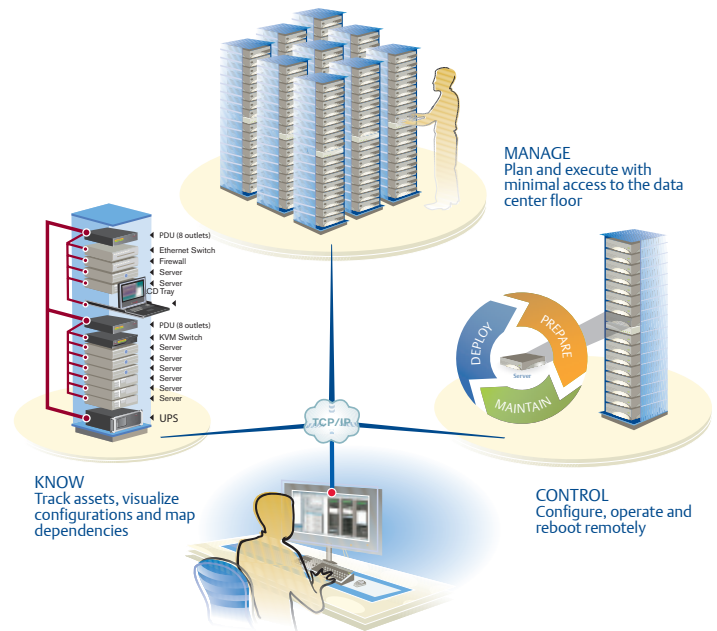 MANAGE
Plan and execute with
minimal access to the data
center floor
PDU (8 outlets)
Ethernet Switch
Firewall
Server
Server
CD Tray
PDU (8 outlets)
KVM Switch
Server
Server
Server
Server
Server
Server
UPS
DEPLOY
PREPARE
Server
MAINTAIN
TCP/IP
KNOW
Track assets, visualize
configurations and map
dependencies
CONTROL
Configure, operate and
reboot remotely